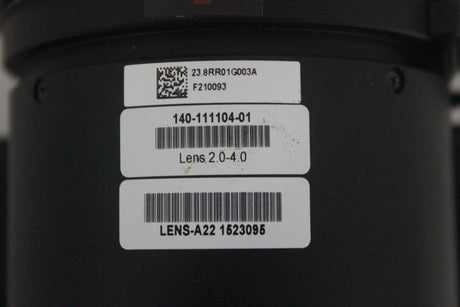 23.8RR01G003A
F210093
140-111104-01
Lens 2.0-4.0
LENS-A22 1523095